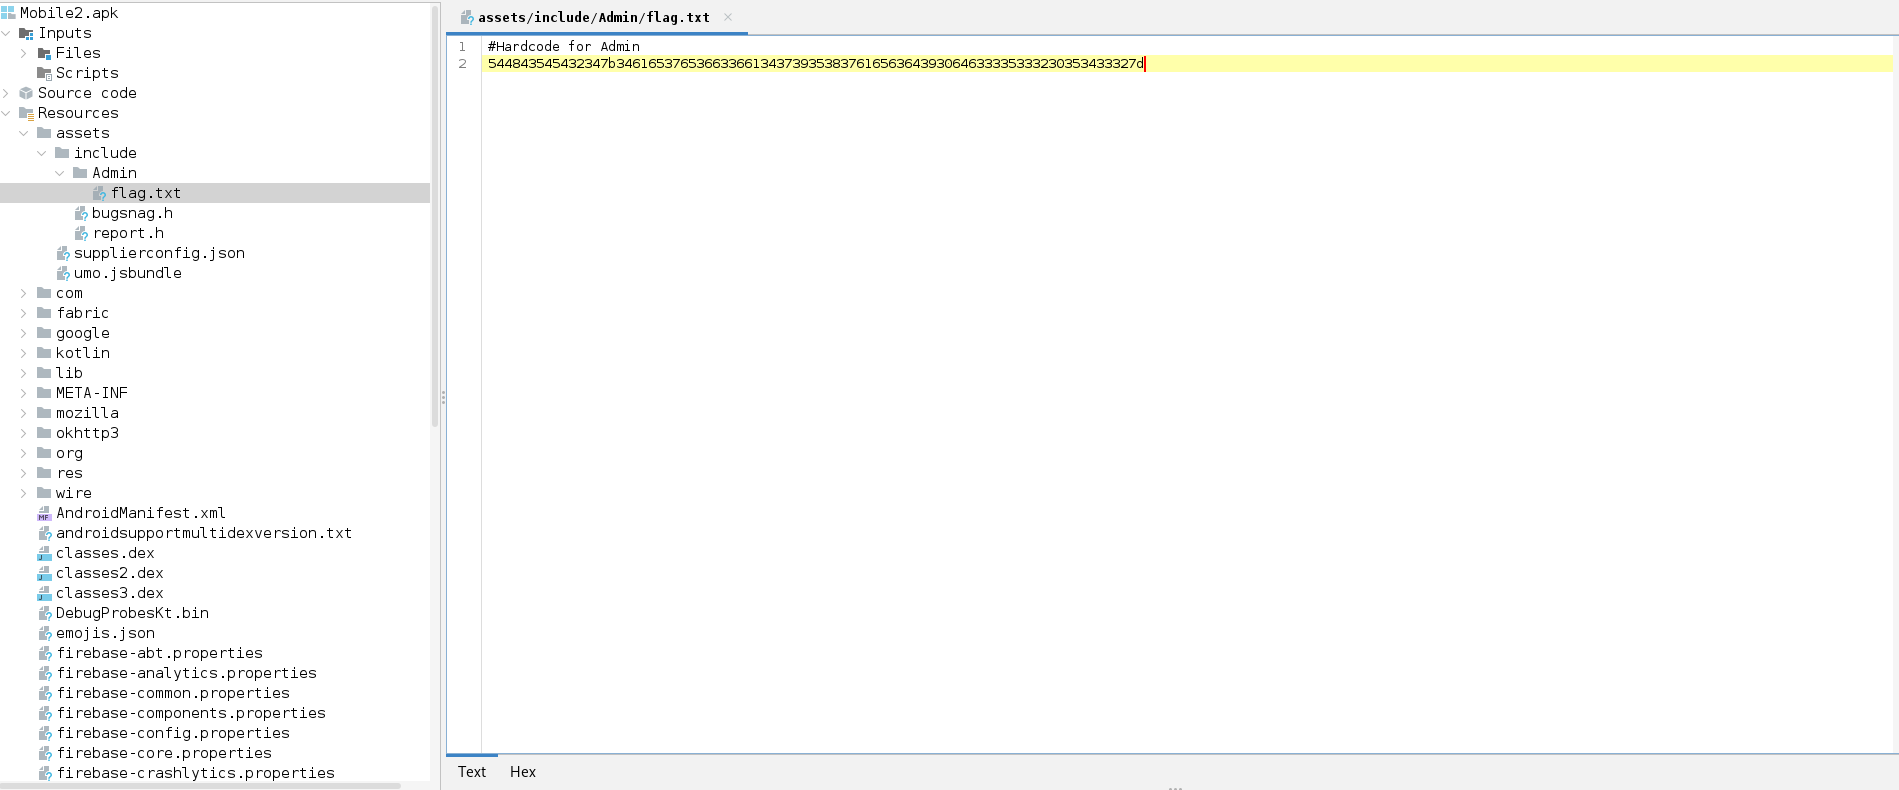 Mobile2.apk
Inputs
Files
Scripts
Source code
Resources
assets
include
Admin
flag.txt
bugsnag.h
report.h
supplierconfig.json
umo.jsbundle
com
fabric
google
kotlin
lib
META-INF
mozilla
okhttp3
org
res
wire
AndroidManifest.xml
androidsupportmultidexversion.txt
classes.dex
classes2.dex
classes3.dex
DebugProbesKt.bin
emojis.json
firebase-abt.properties
firebase-analytics.properties
firebase-common.properties
firebase-components.properties
firebase-config.properties
firebase-core.properties
firebase-crashlytics.properties
assets/include/Admin/flag.txt
1 #Hardcode for Admin
2 544843545432347b34616537653663366134373935383761656364393064633335333230353433327d
Text Hex